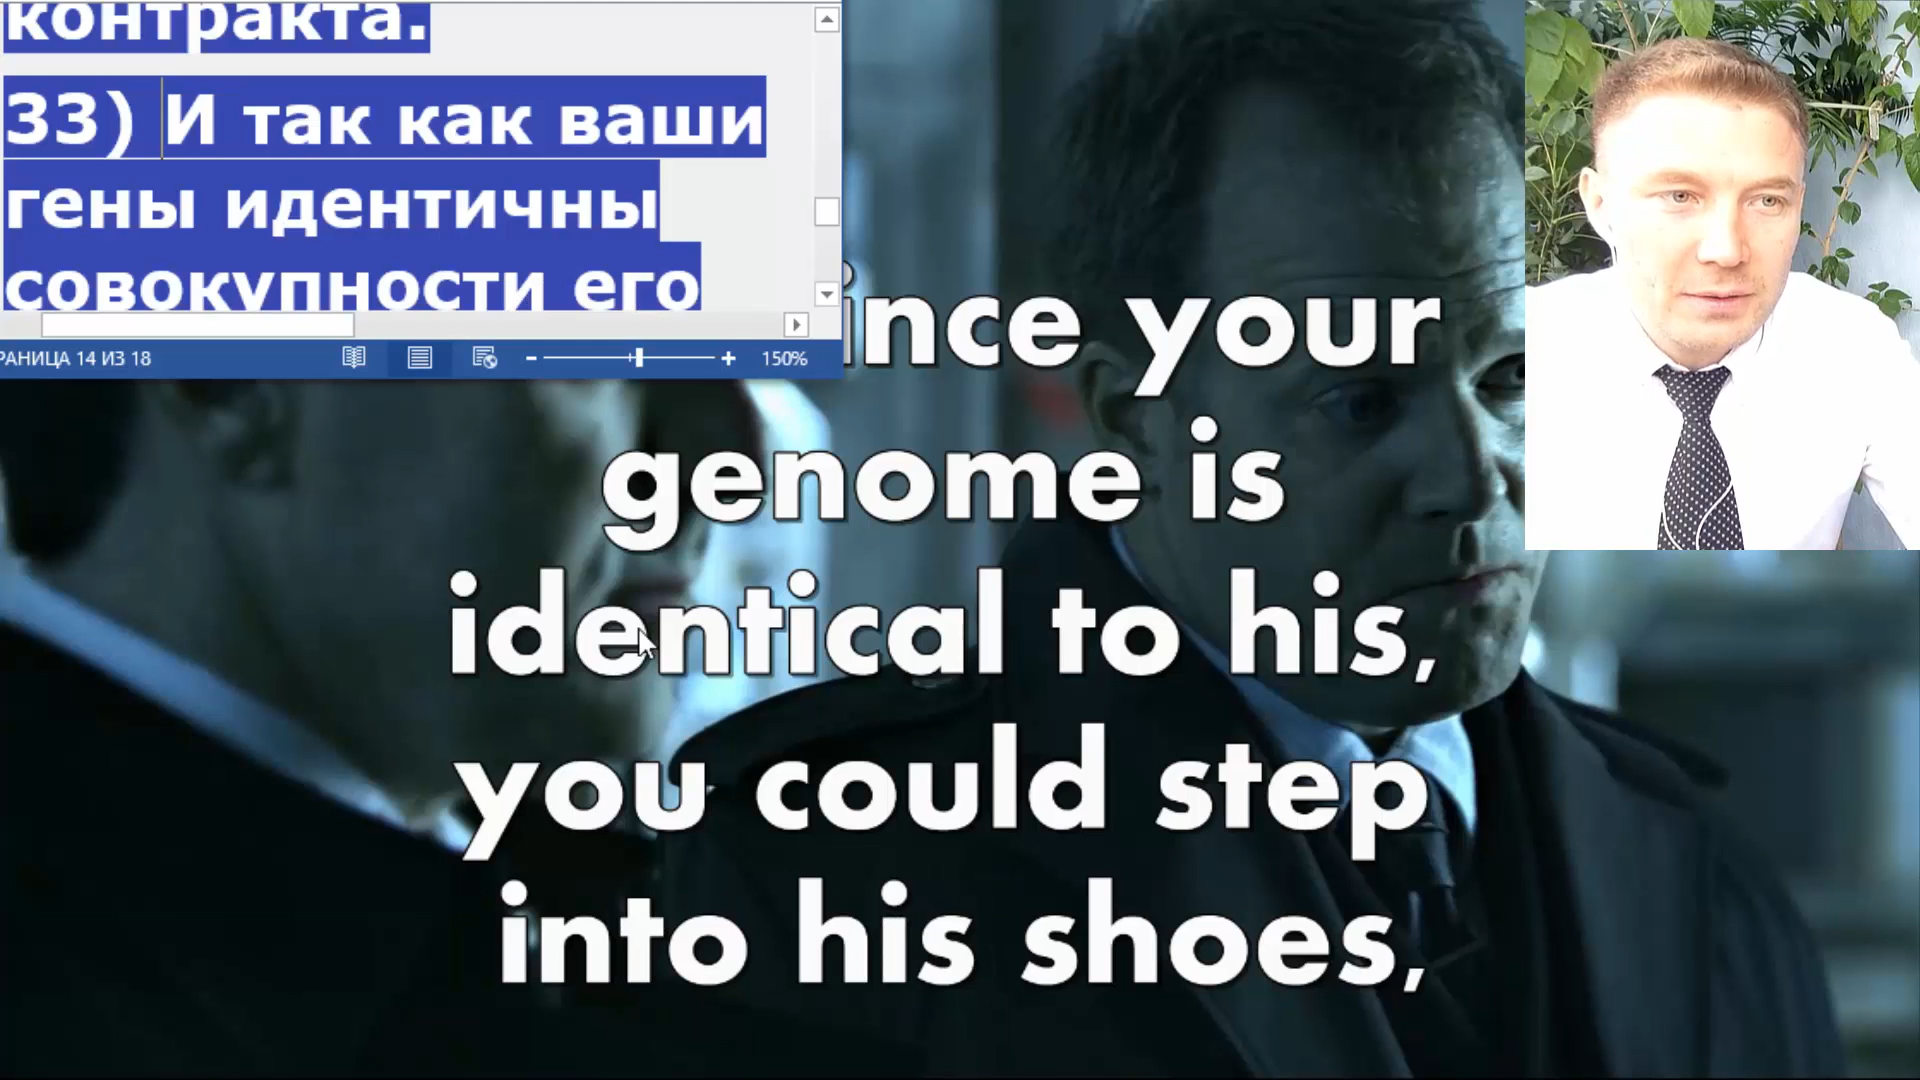 контракта.
33) И так как ваши
гены идентичны
совокупности его
РАНИЦА 14 ИЗ 18
150%
ince your
genome is
identical to his,
you could step
into his shoes,